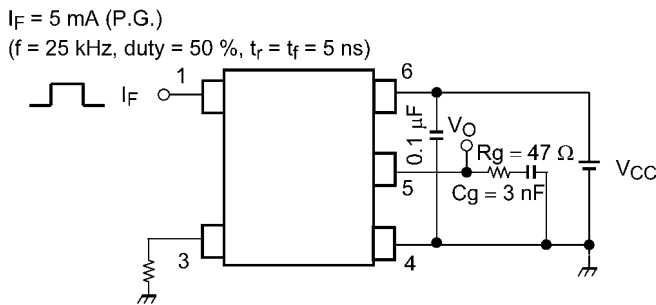 IF = 5 mA (P.G.)
(f = 25 kHz, duty = 50 %, tr = tf = 5 ns)
1
6
IF
0.1 μF
VO
Rg = 47 Ω
VCC
5
Cg = 3 nF
3
4